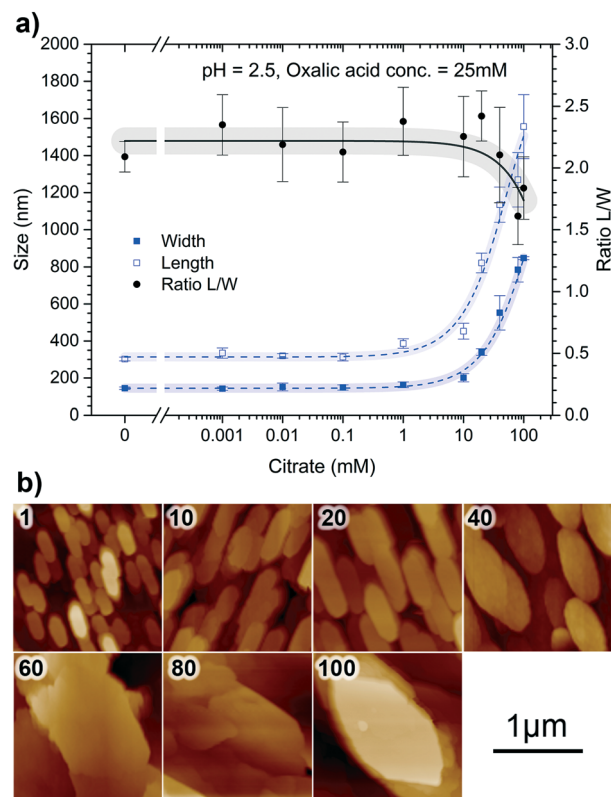 a)
pH = 2.5, Oxalic acid conc. = 25mM
Size (nm)
2000
1800
1600
1400
1200
1000
800
600
400
200
0
Width
Length
Ratio L/W
Ratio L/W
3.0
2.5
2.0
1.5
1.0
0.5
0.0
0 0.001 0.01 0.1 1 10 100
Citrate (mM)
b)
1 10 20 40
60 80 100
1µm